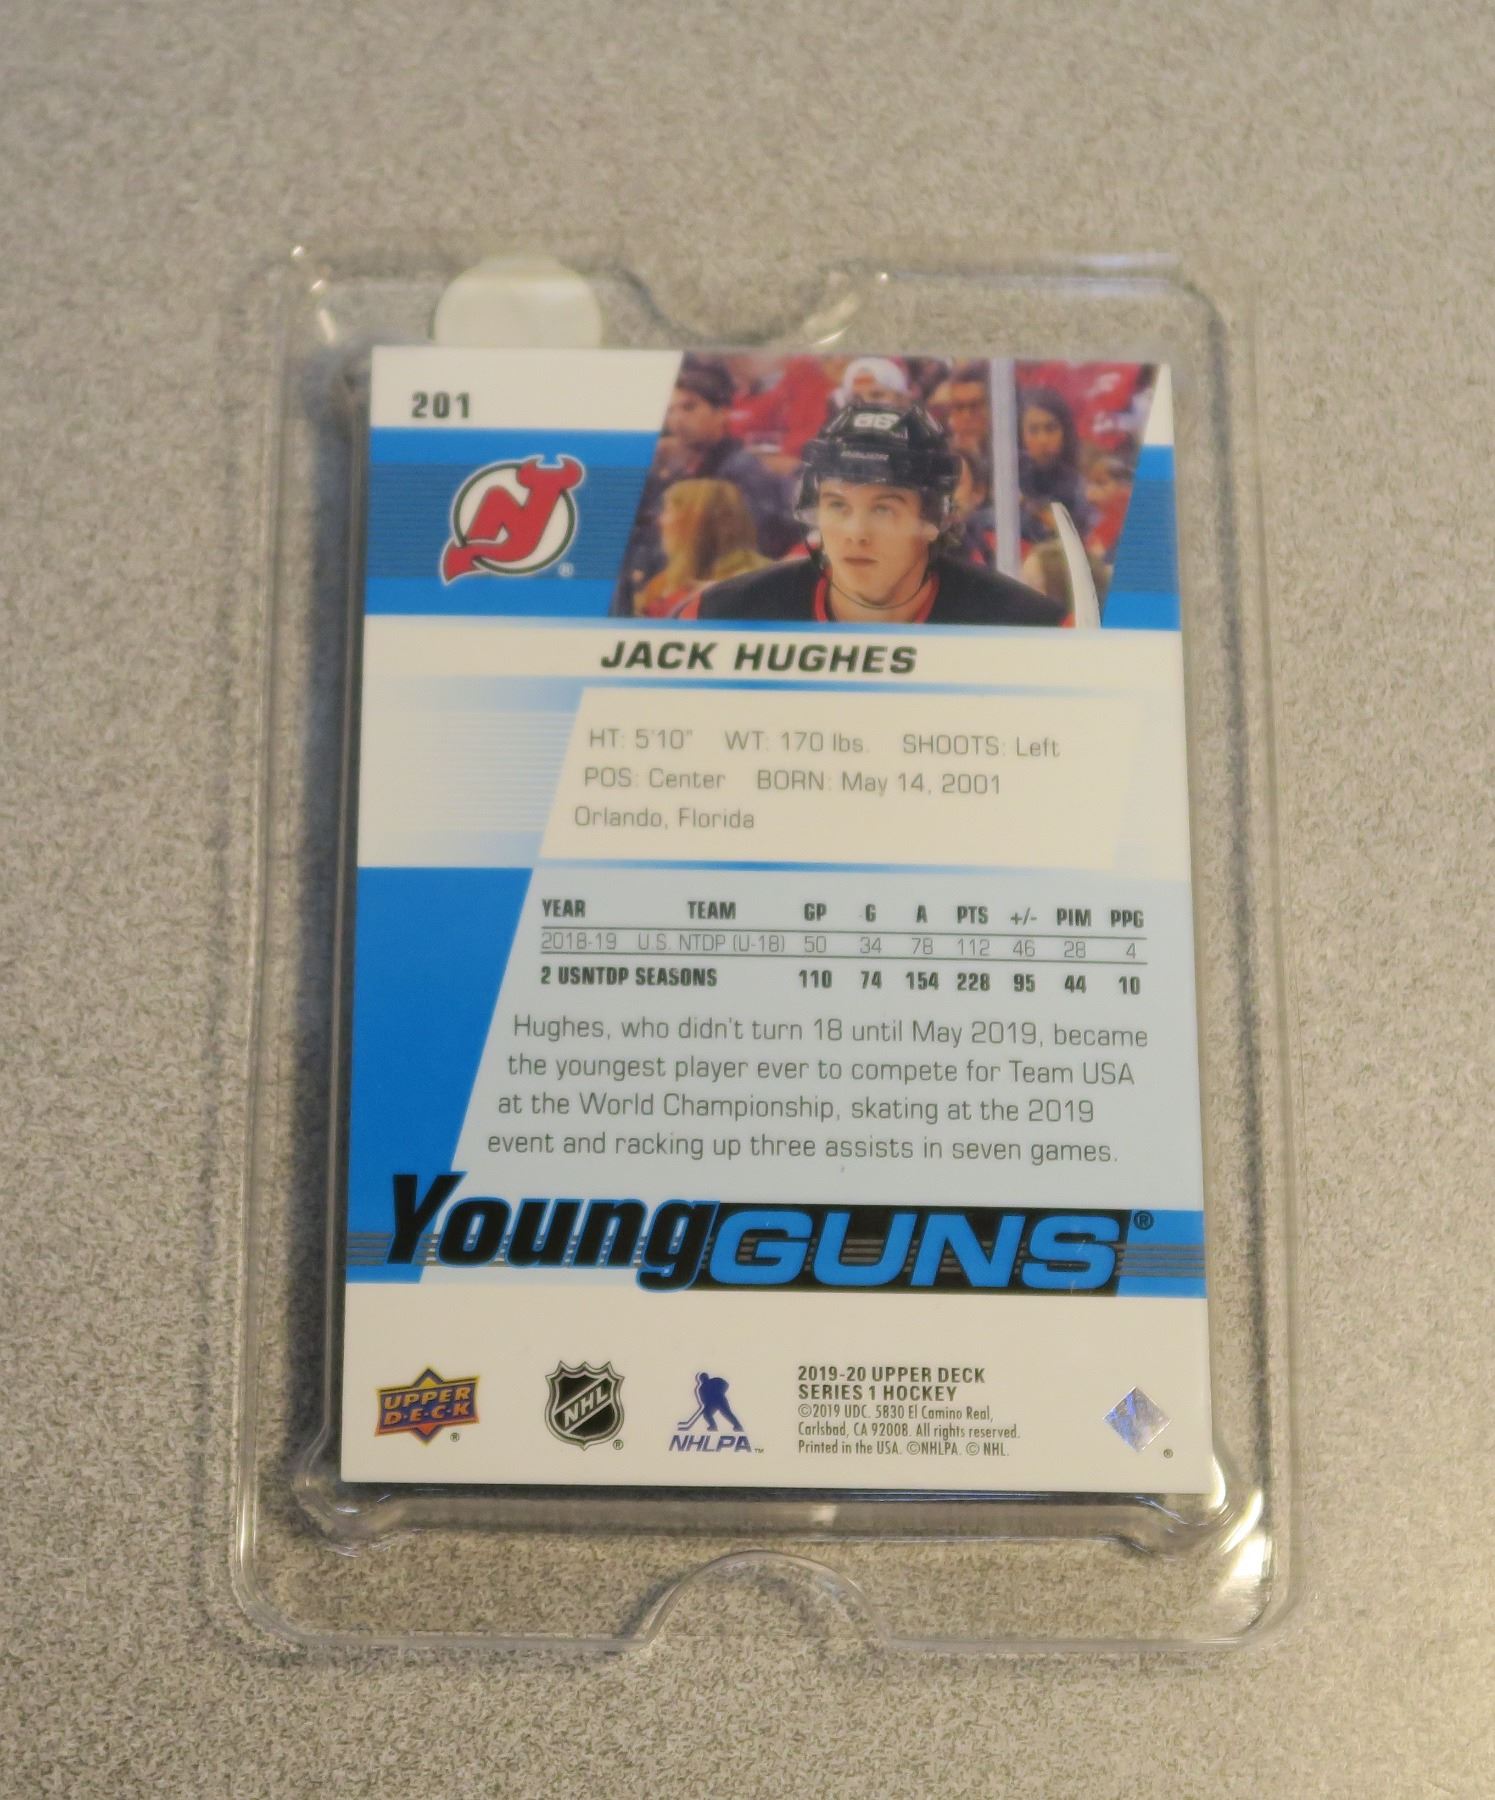 201
NJ
®
86
BAUER
JACK HUGHES
HT: 5'10" WT: 170 lbs. SHOOTS: Left
POS: Center BORN: May 14, 2001
Orlando, Florida
YEAR TEAM GP G A PTS +/- PIM PPG
2018-19 U.S. NTDP (U-18) 50 34 78 112 46 28 4
2 USNTDP SEASONS 110 74 154 228 95 44 10
Hughes, who didn't turn 18 until May 2019, became
the youngest player ever to compete for Team USA
at the World Championship, skating at the 2019
event and racking up three assists in seven games.
Young GUNS®
UPPER
D·E·C·K
®
NHL
®
NHLPA™
2019-20 UPPER DECK
SERIES 1 HOCKEY
©2019 UDC. 5830 El Camino Real,
Carlsbad, CA 92008. All rights reserved.
Printed in the USA. ©NHLPA. © NHL.
®